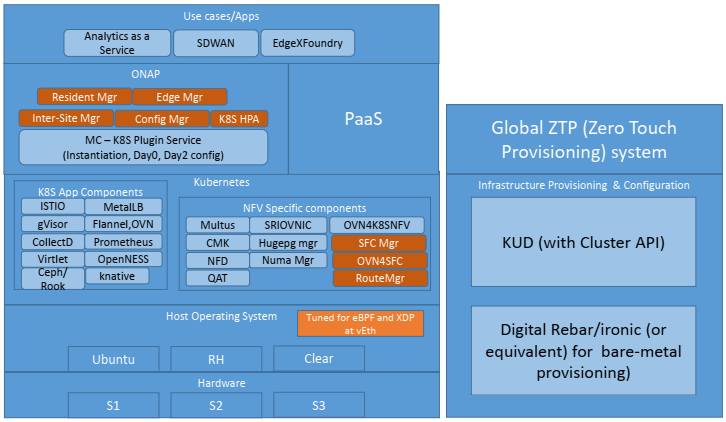 Use cases/Apps
Analytics as a
Service
SDWAN
EdgeXFoundry
ONAP
Resident Mgr
Edge Mgr
Inter-Site Mgr
Config Mgr
K8S HPA
MC – K8S Plugin Service
(Instantiation, Day0, Day2 config)
PaaS
Kubernetes
K8S App Components
ISTIO
MetalLB
gVisor
Flannel,OVN
CollectD
Prometheus
Virtlet
OpenNESS
Ceph/
Rook
knative
NFV Specific components
Multus
SRIOVNIC
OVN4K8SNFV
CMK
Hugepg mgr
SFC Mgr
NFD
Numa Mgr
OVN4SFC
QAT
RouteMgr
Host Operating System
Tuned for eBPF and XDP
at vEth
Ubuntu
RH
Clear
Hardware
S1
S2
S3
Global ZTP (Zero Touch
Provisioning) system
Infrastructure Provisioning & Configuration
KUD (with Cluster API)
Digital Rebar/ironic (or
equivalent) for bare-metal
provisioning)